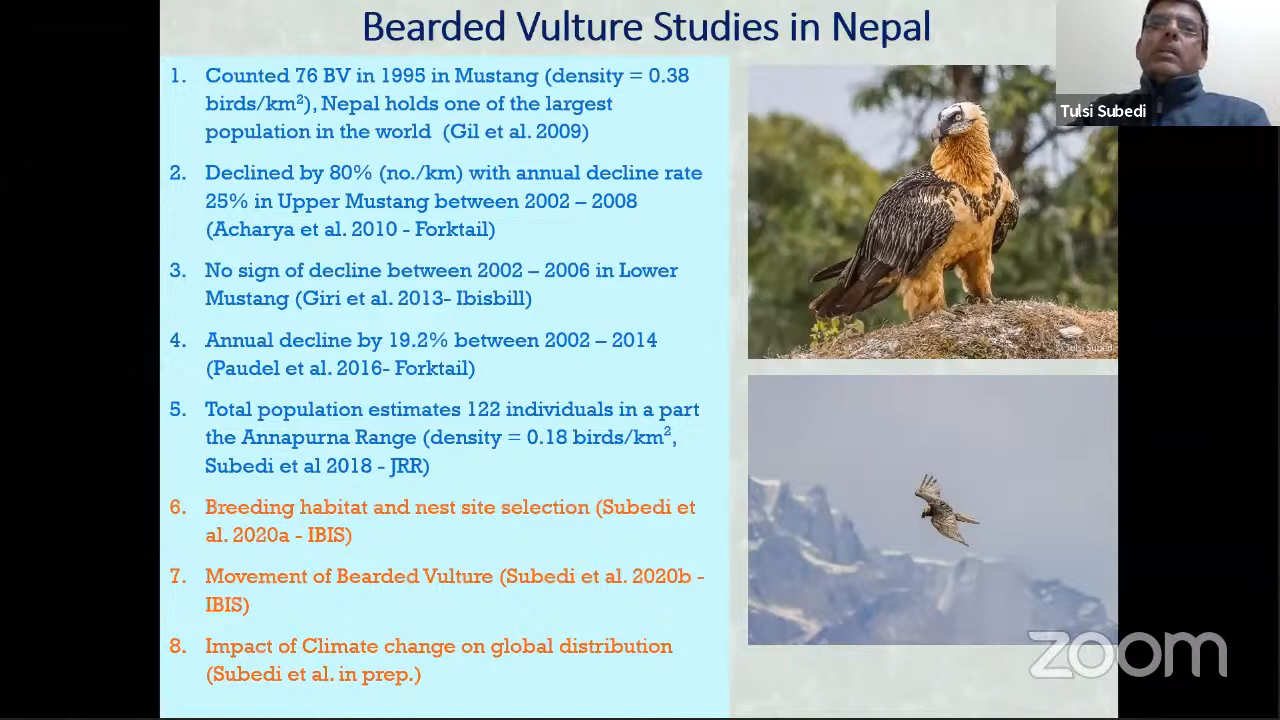 Bearded Vulture Studies in Nepal
Tulsi Subedi
1. Counted 76 BV in 1995 in Mustang (density = 0.38
birds/km²), Nepal holds one of the largest
population in the world (Gil et al. 2009)
2. Declined by 80% (no./km) with annual decline rate
25% in Upper Mustang between 2002 – 2008
(Acharya et al. 2010 - Forktail)
3. No sign of decline between 2002 – 2006 in Lower
Mustang (Giri et al. 2013- Ibisbill)
4. Annual decline by 19.2% between 2002 – 2014
(Paudel et al. 2016- Forktail)
5. Total population estimates 122 individuals in a part
the Annapurna Range (density = 0.18 birds/km²,
Subedi et al 2018 - JRR)
6. Breeding habitat and nest site selection (Subedi et
al. 2020a - IBIS)
7. Movement of Bearded Vulture (Subedi et al. 2020b -
IBIS)
8. Impact of Climate change on global distribution
(Subedi et al. in prep.)
©Tulsi Subedi
zoom